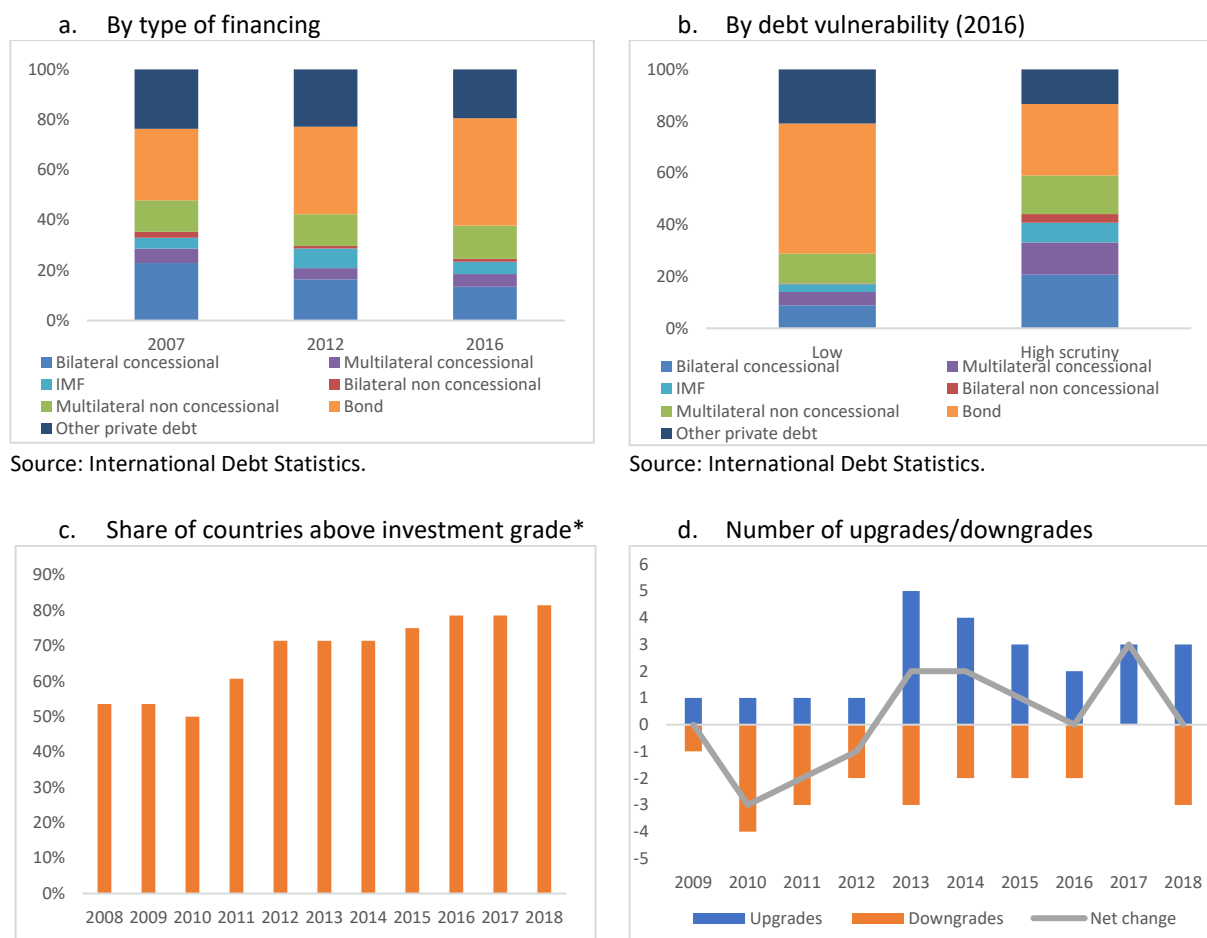 a. By type of financing
100%
80%
60%
40%
20%
0%
2007 2012 2016
Bilateral concessional Multilateral concessional
IMF Bilateral non concessional
Multilateral non concessional Bond
Other private debt
Source: International Debt Statistics.
b. By debt vulnerability (2016)
100%
80%
60%
40%
20%
0%
Low High scrutiny
Bilateral concessional Multilateral concessional
IMF Bilateral non concessional
Multilateral non concessional Bond
Other private debt
Source: International Debt Statistics.
c. Share of countries above investment grade*
90%
80%
70%
60%
50%
40%
30%
20%
10%
0%
2008 2009 2010 2011 2012 2013 2014 2015 2016 2017 2018
d. Number of upgrades/downgrades
6
5
4
3
2
1
0
-1
-2
-3
-4
-5
2009 2010 2011 2012 2013 2014 2015 2016 2017 2018
Upgrades Downgrades Net change